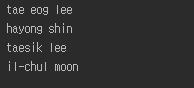 tae eog lee
hayong shin
taesik lee
il-chul moon